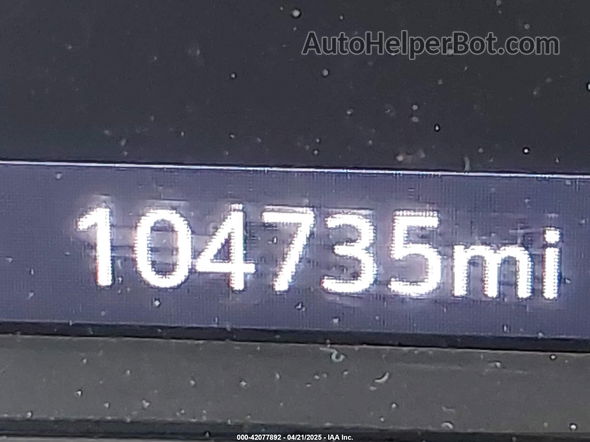 AutoHelperBot.com
104735mi
000-42077892 - 04/21/2025 - IAA Inc.